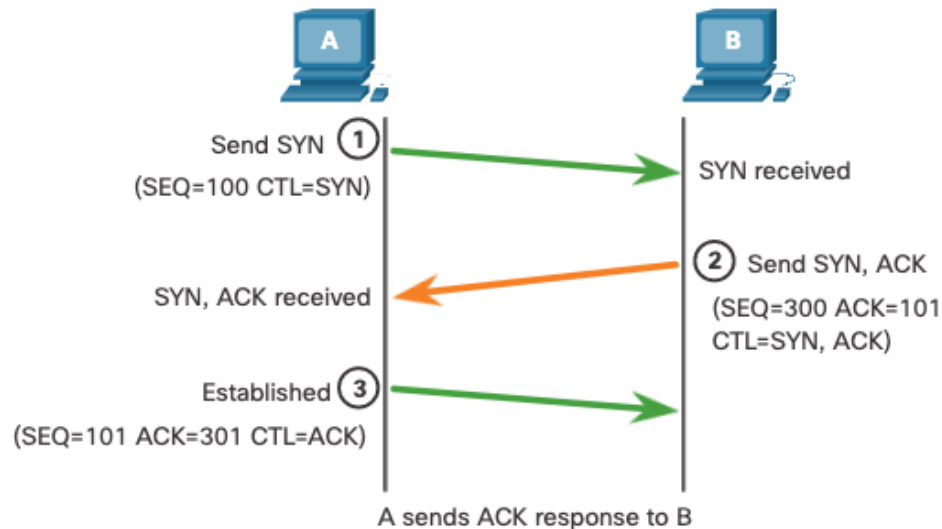 A
B
Send SYN 1
(SEQ=100 CTL=SYN)
SYN received
2 Send SYN, ACK
(SEQ=300 ACK=101
CTL=SYN, ACK)
SYN, ACK received
Established 3
(SEQ=101 ACK=301 CTL=ACK)
A sends ACK response to B